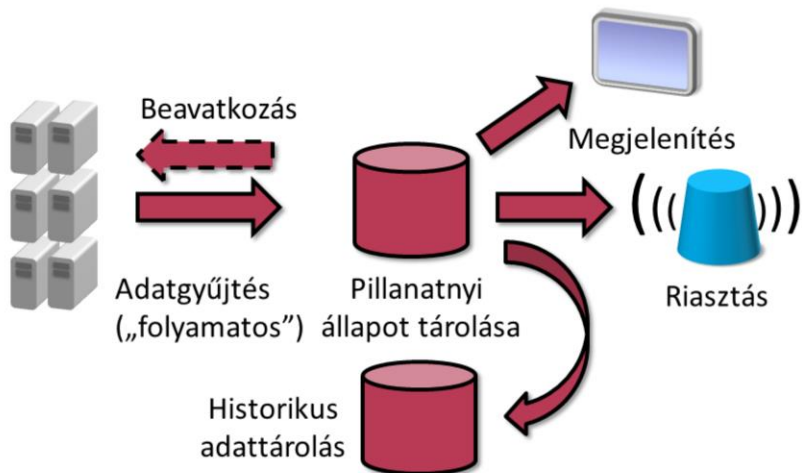 Beavatkozás
Megjelenítés
Adatgyűjtés
(„folyamatos”)
Pillanatnyi
állapot tárolása
Riasztás
Historikus
adattárolás